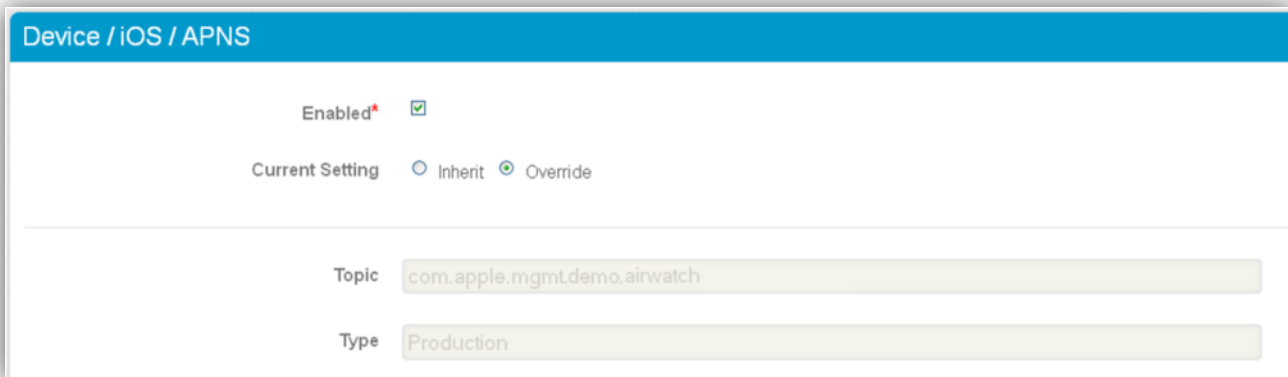 Device / iOS / APNS
Enabled*
Current Setting Inherit Override
Topic com.apple.mgmt.demo.airwatch
Type Production